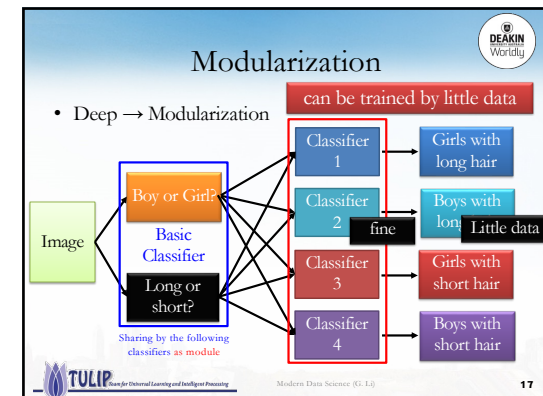 DEAKIN
UNIVERSITY AUSTRALIA
Worldly
Modularization
can be trained by little data
• Deep → Modularization
Image
Boy or Girl?
Basic
Classifier
Long or
short?
Sharing by the following
classifiers as module
Classifier
1
Classifier
2
fine
Classifier
3
Classifier
4
Girls with
long hair
Boys with
long
Little data
Girls with
short hair
Boys with
short hair
TULIP Team for Universal Learning and Intelligent Processing
Modern Data Science (G. Li)
17